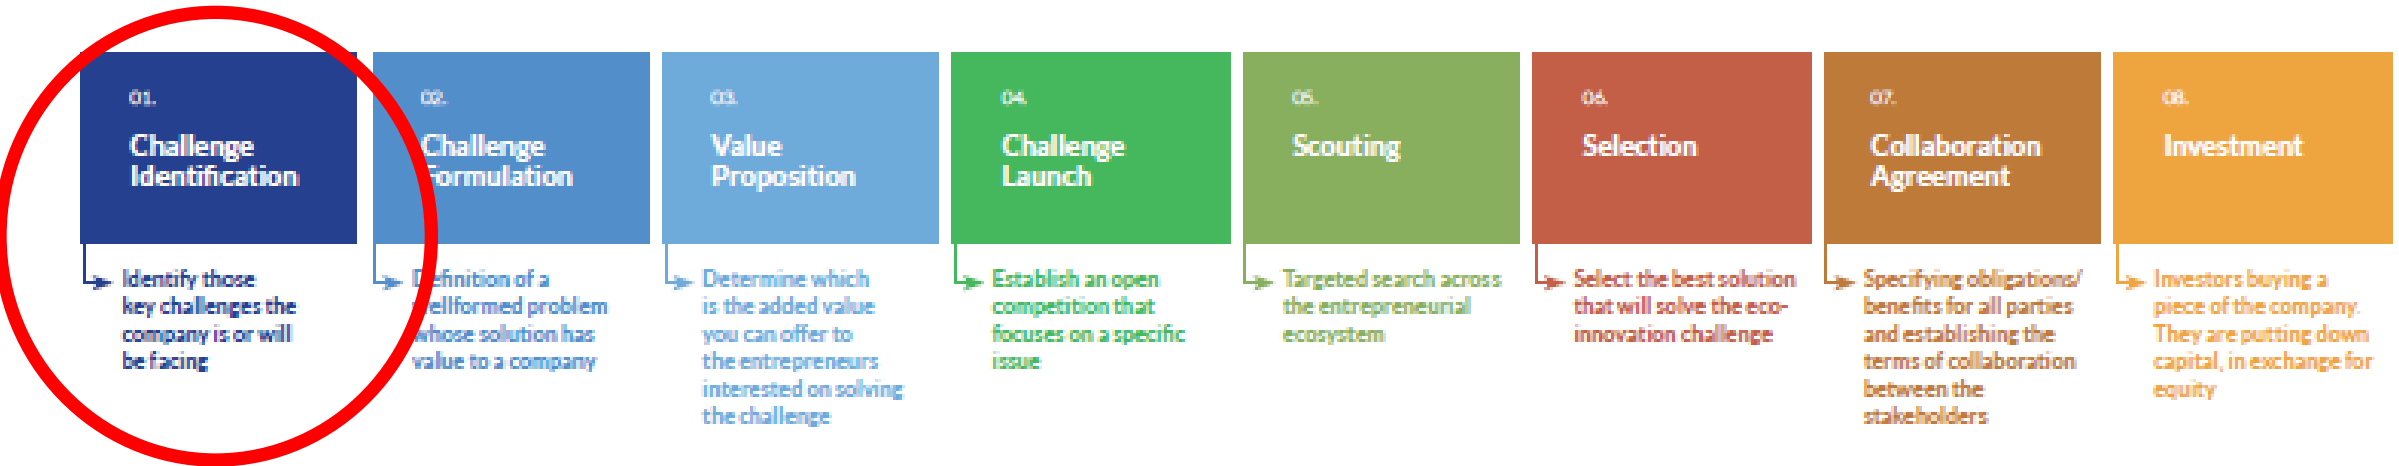 01.
Challenge
Identification
Identify those
key challenges the
company is or will
be facing
02.
Challenge
Formulation
Definition of a
wellformed problem
whose solution has
value to a company
03.
Value
Proposition
Determine which
is the added value
you can offer to
the entrepreneurs
interested on solving
the challenge
04.
Challenge
Launch
Establish an open
competition that
focuses on a specific
issue
05.
Scouting
Targeted search across
the entrepreneurial
ecosystem
06.
Selection
Select the best solution
that will solve the eco-
innovation challenge
07.
Collaboration
Agreement
Specifying obligations/
benefits for all parties
and establishing the
terms of collaboration
between the
stakeholders
08.
Investment
Investors buying a
piece of the company.
They are putting down
capital, in exchange for
equity